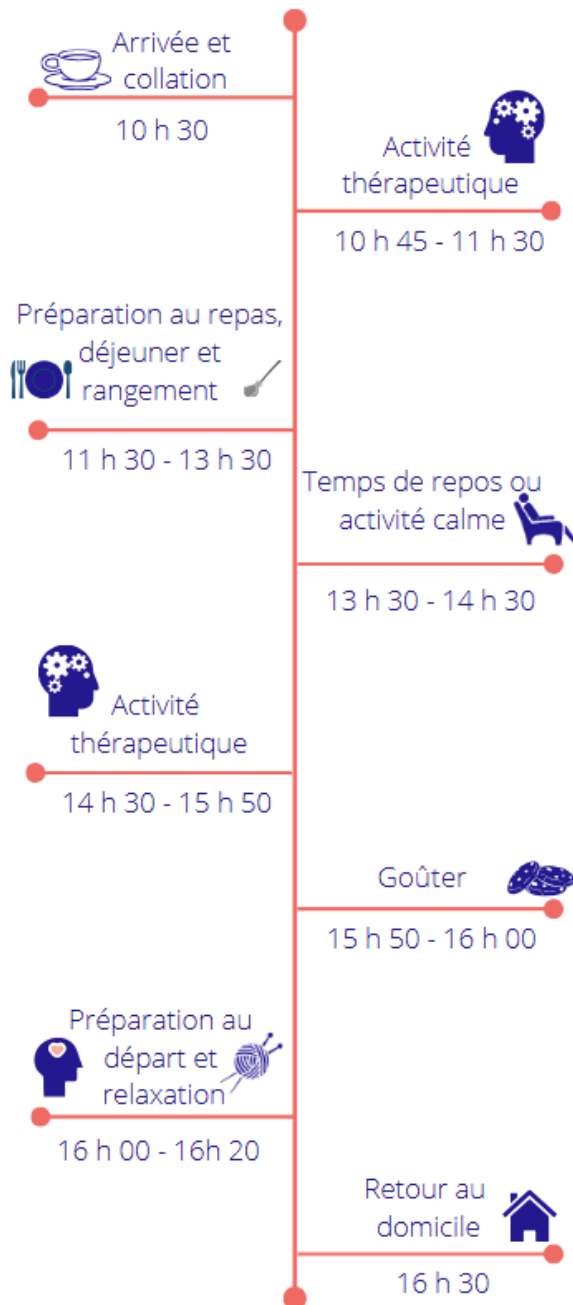 Arrivée et
collation
10 h 30
Activité
thérapeutique
10 h 45 - 11 h 30
Préparation au repas,
déjeuner et
rangement
11 h 30 - 13 h 30
Temps de repos ou
activité calme
13 h 30 - 14 h 30
Activité
thérapeutique
14 h 30 - 15 h 50
Goûter
15 h 50 - 16 h 00
Préparation au
départ et
relaxation
16 h 00 - 16h 20
Retour au
domicile
16 h 30